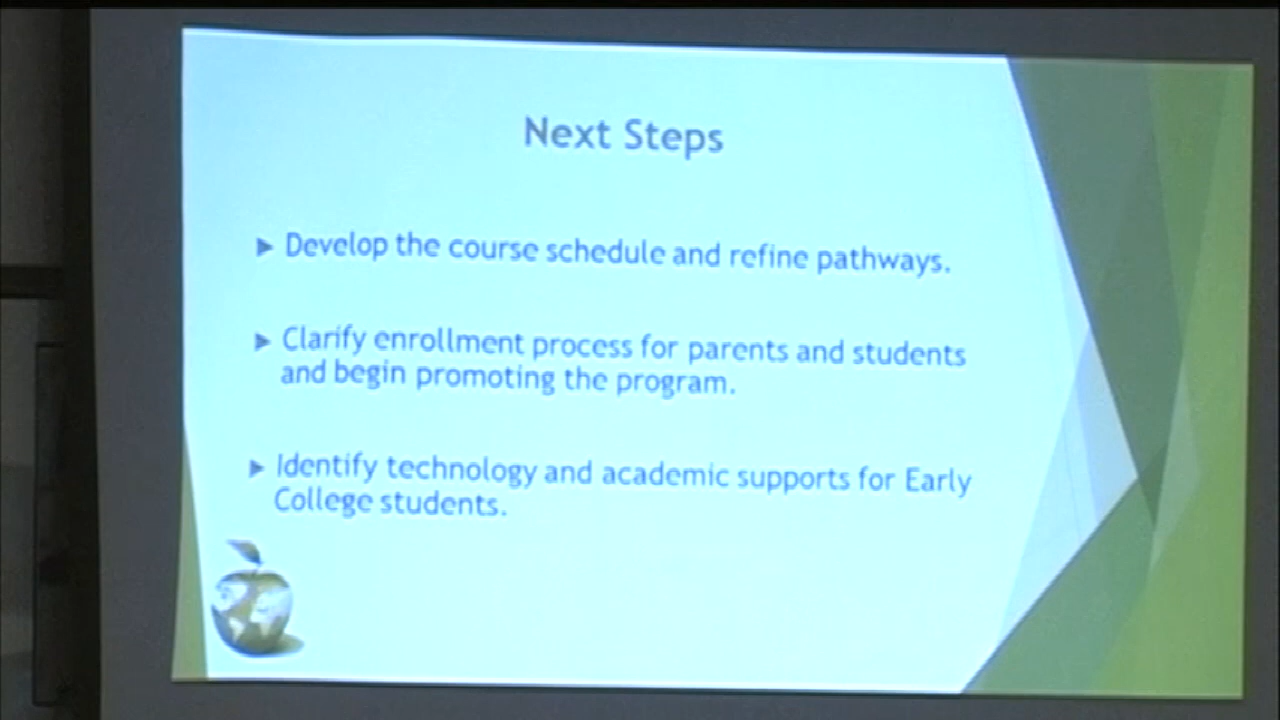 Next Steps
Develop the course schedule and refine pathways.
Clarify enrollment process for parents and students
and begin promoting the program.
Identify technology and academic supports for Early
College students.